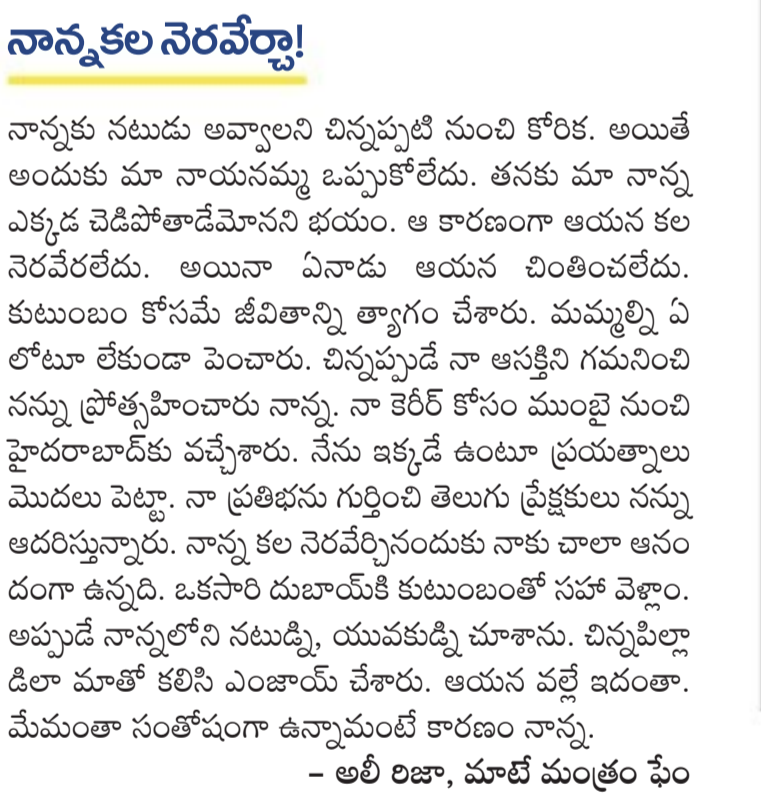 నాన్నకల నెరవేర్చా!
నాన్నకు నటుడు అవ్వాలని చిన్నప్పటి నుంచి కోరిక. అయితే
అందుకు మా నాయనమ్మ ఒప్పుకోలేదు. తనకు మా నాన్న
ఎక్కడ చెడిపోతాడేమోనని భయం. ఆ కారణంగా ఆయన కల
నెరవేరలేదు. అయినా ఏనాడు ఆయన చింతించలేదు.
కుటుంబం కోసమే జీవితాన్ని త్యాగం చేశారు. మమ్మల్ని ఏ
లోటూ లేకుండా పెంచారు. చిన్నప్పుడే నా ఆసక్తిని గమనించి
నన్ను ప్రోత్సహించారు నాన్న. నా కెరీర్ కోసం ముంబై నుంచి
హైదరాబాద్‌కు వచ్చేశారు. నేను ఇక్కడే ఉంటూ ప్రయత్నాలు
మొదలు పెట్టా. నా ప్రతిభను గుర్తించి తెలుగు ప్రేక్షకులు నన్ను
ఆదరిస్తున్నారు. నాన్న కల నెరవేర్చినందుకు నాకు చాలా ఆనం
దంగా ఉన్నది. ఒకసారి దుబాయ్‌కి కుటుంబంతో సహా వెళ్లాం.
అప్పుడే నాన్నలోని నటుడ్ని, యువకుడ్ని చూశాను. చిన్నపిల్లా
డిలా మాతో కలిసి ఎంజాయ్ చేశారు. ఆయన వల్లే ఇదంతా.
మేమంతా సంతోషంగా ఉన్నామంటే కారణం నాన్న.
– అలీ రిజా, మాటే మంత్రం ఫేం